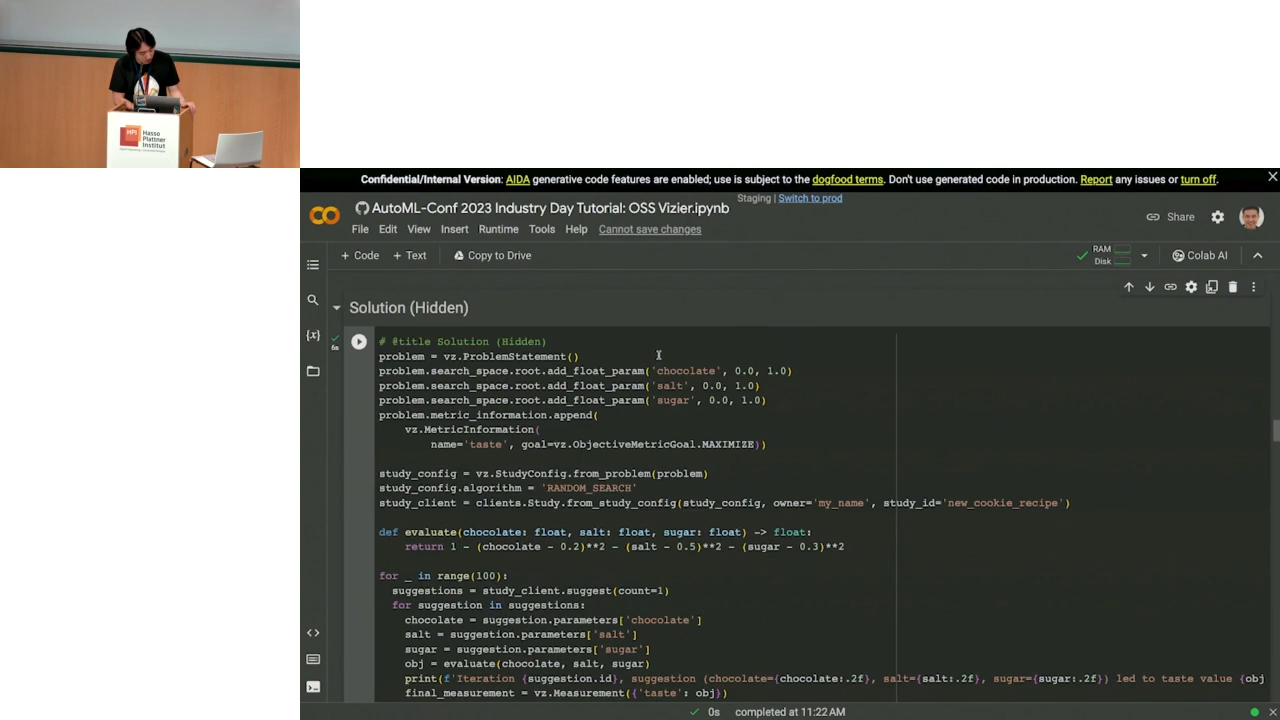 HPI
Hasso
Plattner
Institut
Confidential/Internal Version: AIDA generative code features are enabled; use is subject to the dogfood terms. Don't use generated code in production. Report any issues or turn off.
Staging | Switch to prod
AutoML-Conf 2023 Industry Day Tutorial: OSS Vizier.ipynb
File Edit View Insert Runtime Tools Help Cannot save changes
Share
+ Code + Text Copy to Drive
RAM
Disk
Colab AI
Solution (Hidden)
6s
# @title Solution (Hidden)
problem = vz.ProblemStatement()
problem.search_space.root.add_float_param('chocolate', 0.0, 1.0)
problem.search_space.root.add_float_param('salt', 0.0, 1.0)
problem.search_space.root.add_float_param('sugar', 0.0, 1.0)
problem.metric_information.append(
vz.MetricInformation(
name='taste', goal=vz.ObjectiveMetricGoal.MAXIMIZE))
study_config = vz.StudyConfig.from_problem(problem)
study_config.algorithm = 'RANDOM_SEARCH'
study_client = clients.Study.from_study_config(study_config, owner='my_name', study_id='new_cookie_recipe')
def evaluate(chocolate: float, salt: float, sugar: float) -> float:
return 1 - (chocolate - 0.2)**2 - (salt - 0.5)**2 - (sugar - 0.3)**2
for _ in range(100):
suggestions = study_client.suggest(count=1)
for suggestion in suggestions:
chocolate = suggestion.parameters['chocolate']
salt = suggestion.parameters['salt']
sugar = suggestion.parameters['sugar']
obj = evaluate(chocolate, salt, sugar)
print(f'Iteration {suggestion.id}, suggestion (chocolate={chocolate:.2f}, salt={salt:.2f}, sugar={sugar:.2f}) led to taste value {obj
final_measurement = vz.Measurement({'taste': obj})
0s completed at 11:22 AM